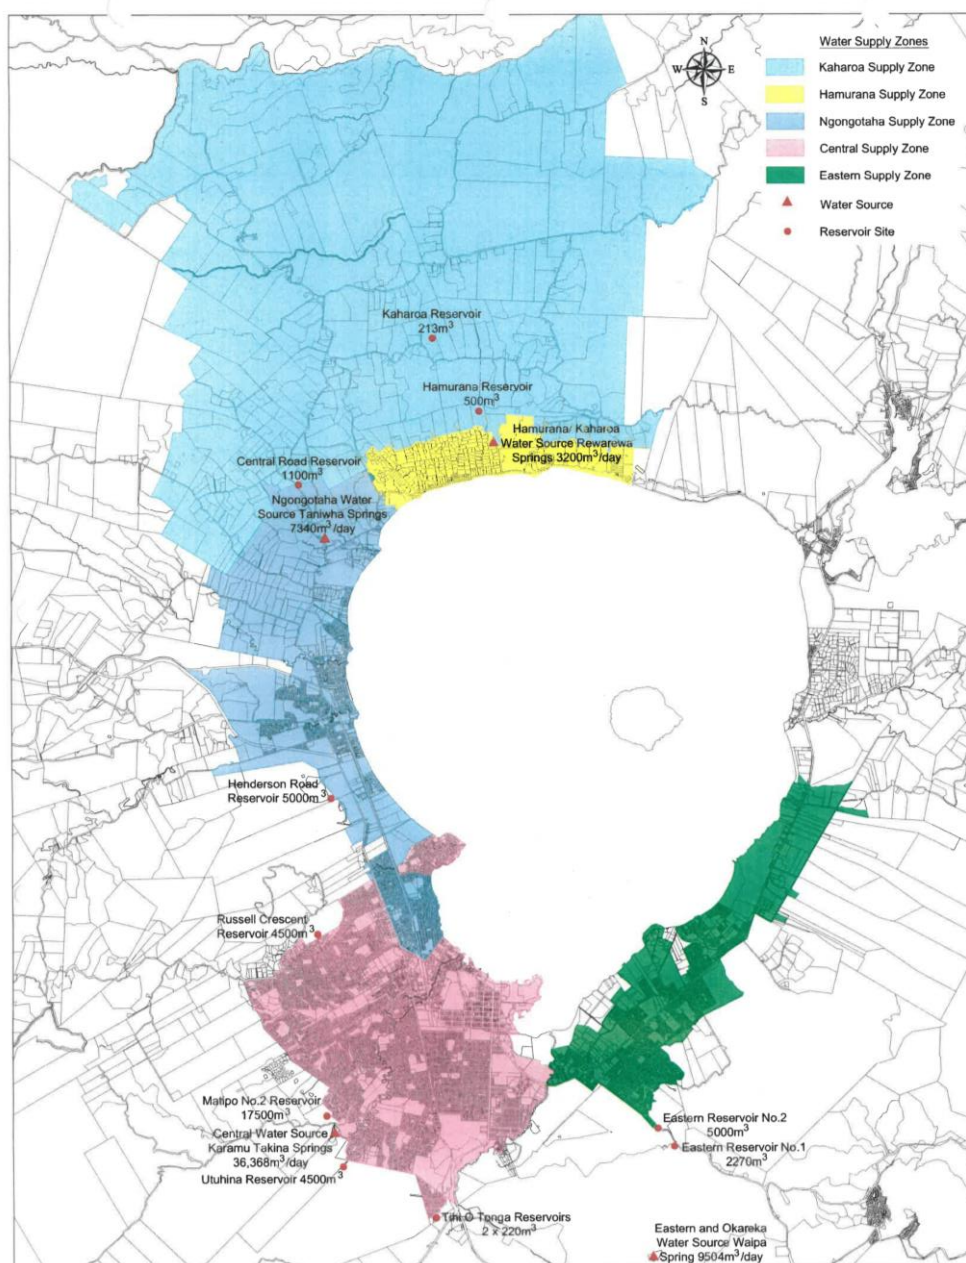 N
W E
S
Water Supply Zones
Kaharoa Supply Zone
Hamurana Supply Zone
Ngongotaha Supply Zone
Central Supply Zone
Eastern Supply Zone
Water Source
Reservoir Site
Kaharoa Reservoir
213m³
Hamurana Reservoir
500m³
Hamurana/ Kaharoa
Water Source Rewarewa
Springs 3200m³/day
Central Road Reservoir
1100m³
Ngongotaha Water
Source Taniwha Springs
7340m³/day
Henderson Road
Reservoir 5000m³
Russell Crescent
Reservoir 4500m³
Matipo No.2 Reservoir
17500m³
Central Water Source
Karamu Takina Springs
36,368m³/day
Utuhina Reservoir 4500m³
Tihi O Tonga Reservoirs
2 x 220m³
Eastern Reservoir No.2
5000m³
Eastern Reservoir No.1
2270m³
Eastern and Okareka
Water Source Waipa
Spring 9504m³/day